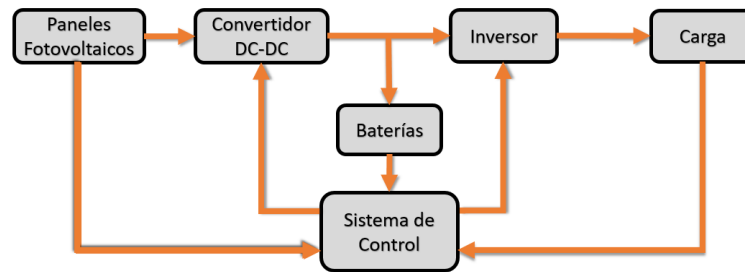 Paneles
Fotovoltaicos
Convertidor
DC-DC
Inversor
Carga
Baterías
Sistema de
Control